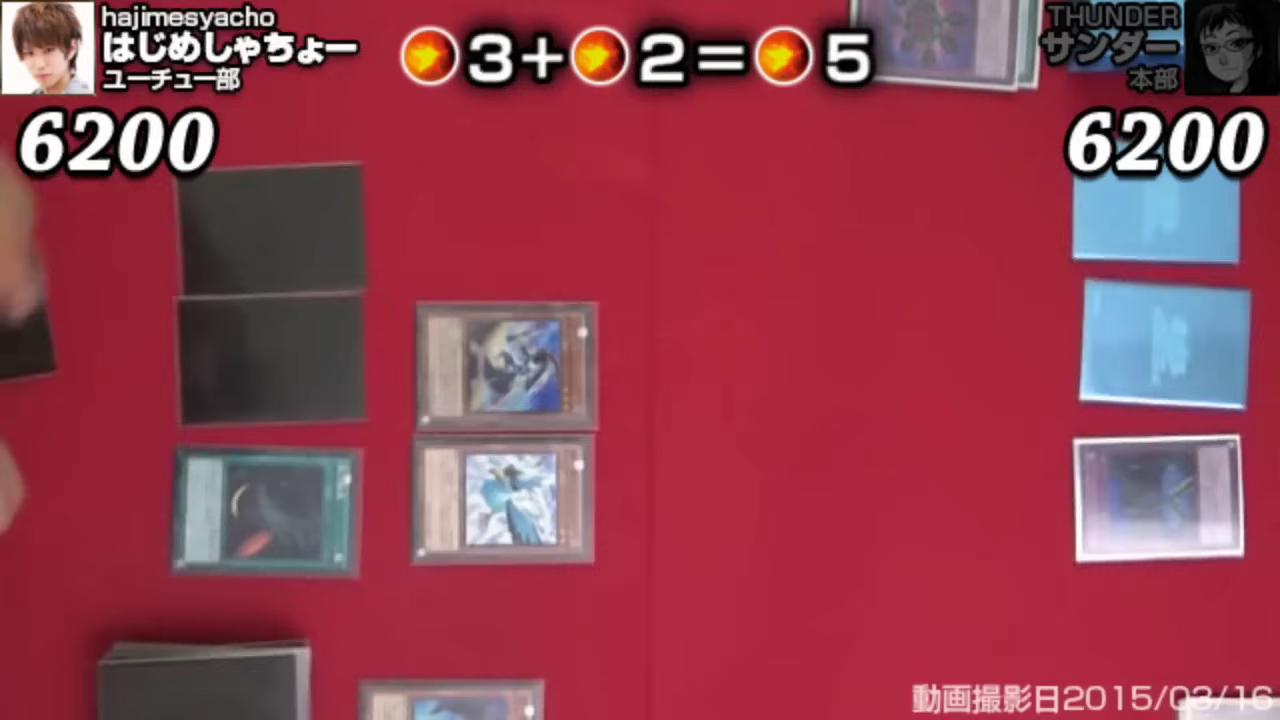 hajimesyacho
はじめしゃちょー
ユーチュー部
3+2=5
THUNDER
サンダー
本部
6200
6200
動画撮影日2015/03/16